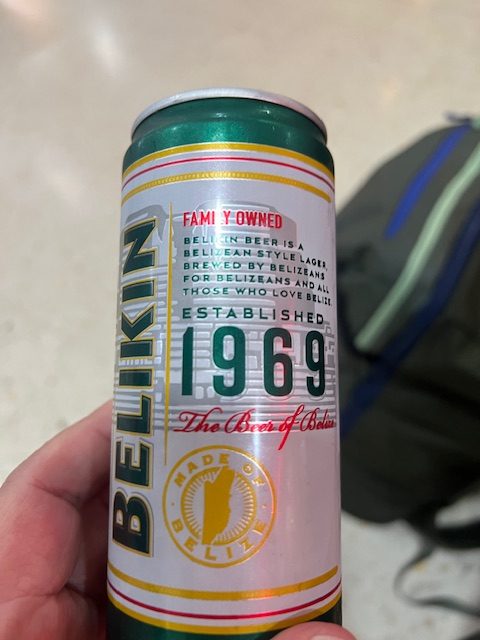 BELIKIN
FAMILY OWNED
BELIKIN BEER IS A
BELIZEAN STYLE LAGER,
BREWED BY BELIZEANS
FOR BELIZEANS AND ALL
THOSE WHO LOVE BELIZE.
ESTABLISHED
1969
The Beer of Belize
MADE OF
BELIZE